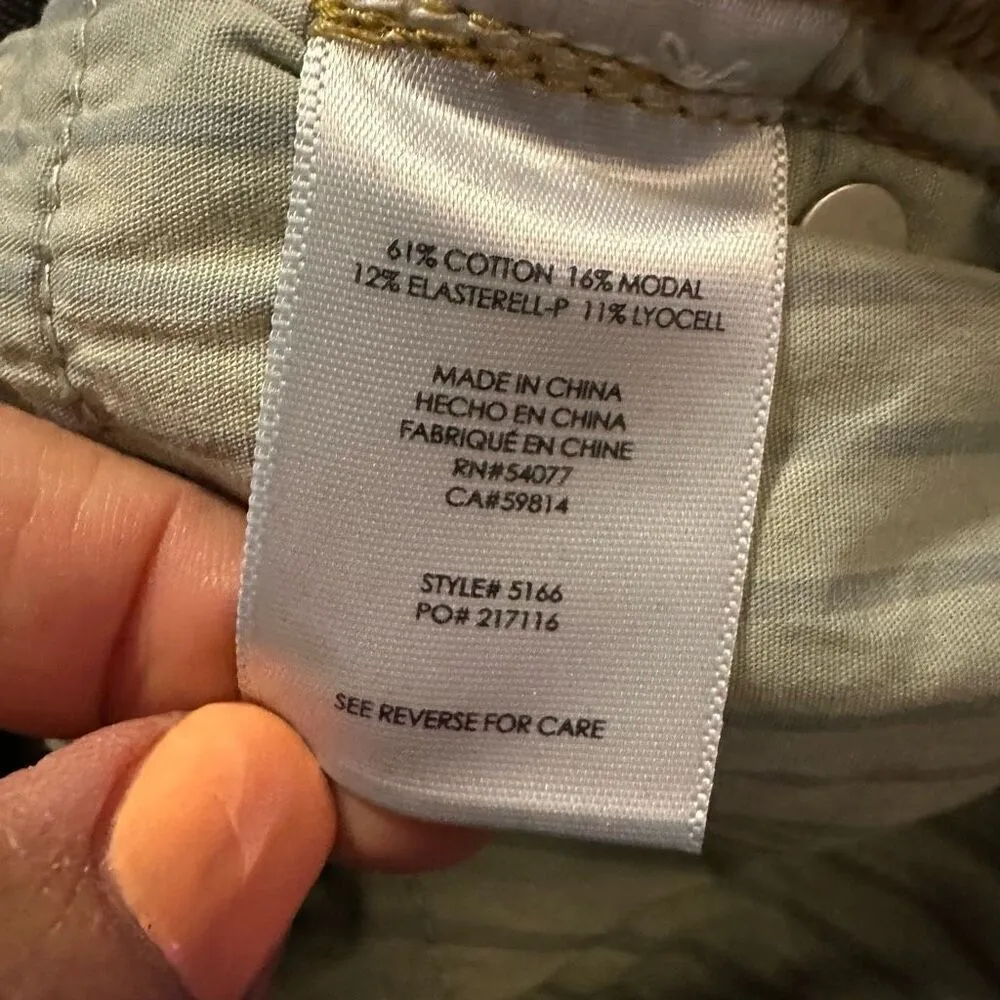 61% COTTON 16% MODAL
12% ELASTERELL-P 11% LYOCELL
MADE IN CHINA
HECHO EN CHINA
FABRIQUÉ EN CHINE
RN#54077
CA#59814
STYLE# 5166
PO# 217116
SEE REVERSE FOR CARE